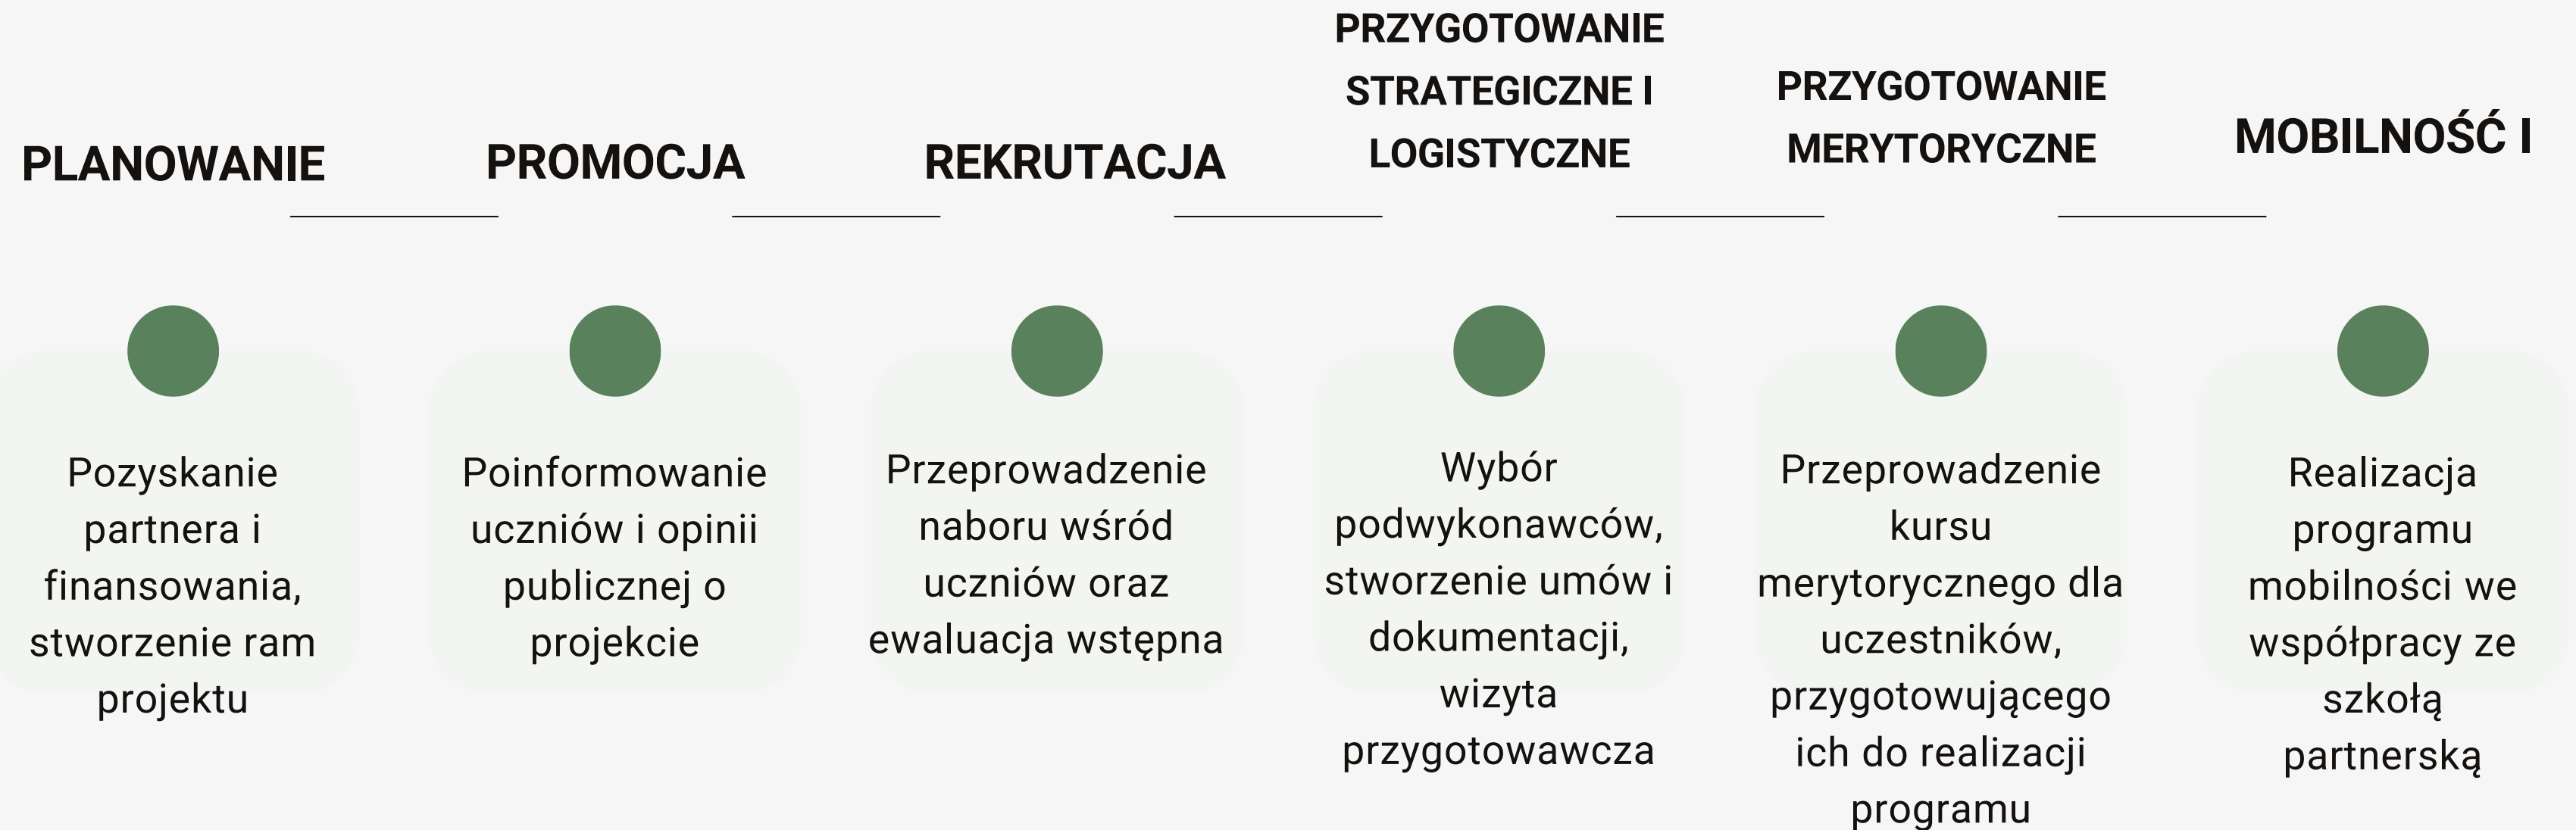 PLANOWANIE
Pozyskanie
partnera i
finansowania,
stworzenie ram
projektu
PROMOCJA
Poinformowanie
uczniów i opinii
publicznej o
projekcie
REKRUTACJA
Przeprowadzenie
naboru wśród
uczniów oraz
ewaluacja wstępna
PRZYGOTOWANIE
STRATEGICZNE I
LOGISTYCZNE
Wybór
podwykonawców,
stworzenie umów i
dokumentacji,
wizyta
przygotowawcza
PRZYGOTOWANIE
MERYTORYCZNE
Przeprowadzenie
kursu
merytorycznego dla
uczestników,
przygotowującego
ich do realizacji
programu
MOBILNOŚĆ I
Realizacja
programu
mobilności we
współpracy ze
szkołą
partnerską